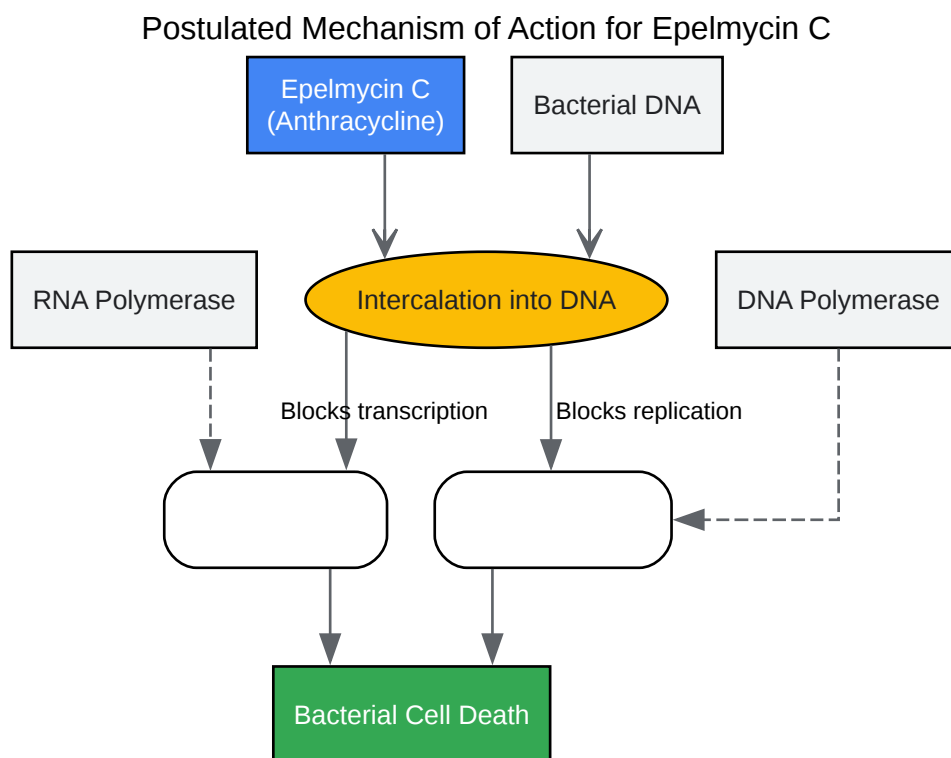 Postulated Mechanism of Action for Epelmycin C
Epelmycin C
(Anthracycline)
Bacterial DNA
RNA Polymerase
Intercalation into DNA
DNA Polymerase
Blocks transcription
Blocks replication
Bacterial Cell Death